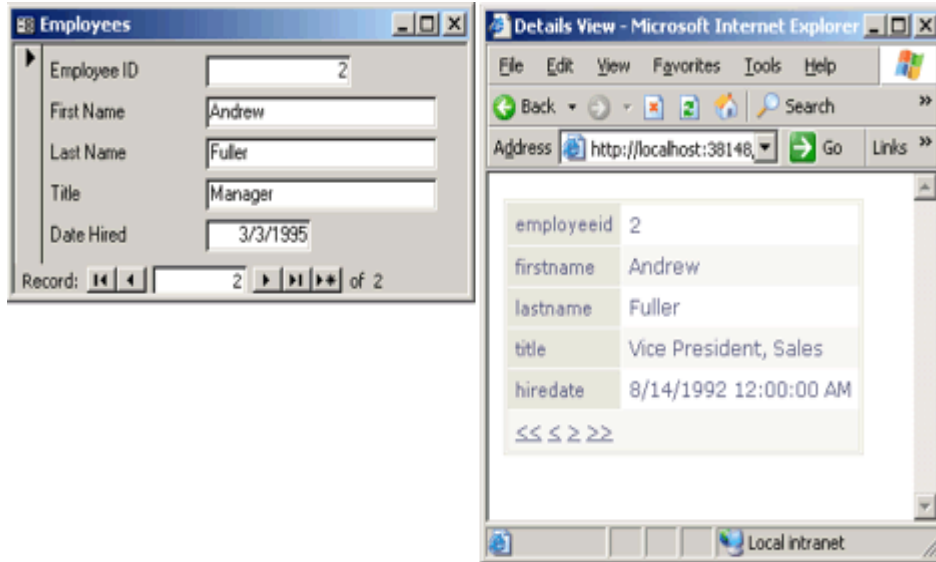 Employees
Employee ID 2
First Name Andrew
Last Name Fuller
Title Manager
Date Hired 3/3/1995
Record: 2 of 2
Details View - Microsoft Internet Explorer
File Edit View Favorites Tools Help
Back Search »
Address http://localhost:38148, Go Links »
employeeid 2
firstname Andrew
lastname Fuller
title Vice President, Sales
hiredate 8/14/1992 12:00:00 AM
<< < > >>
Local intranet